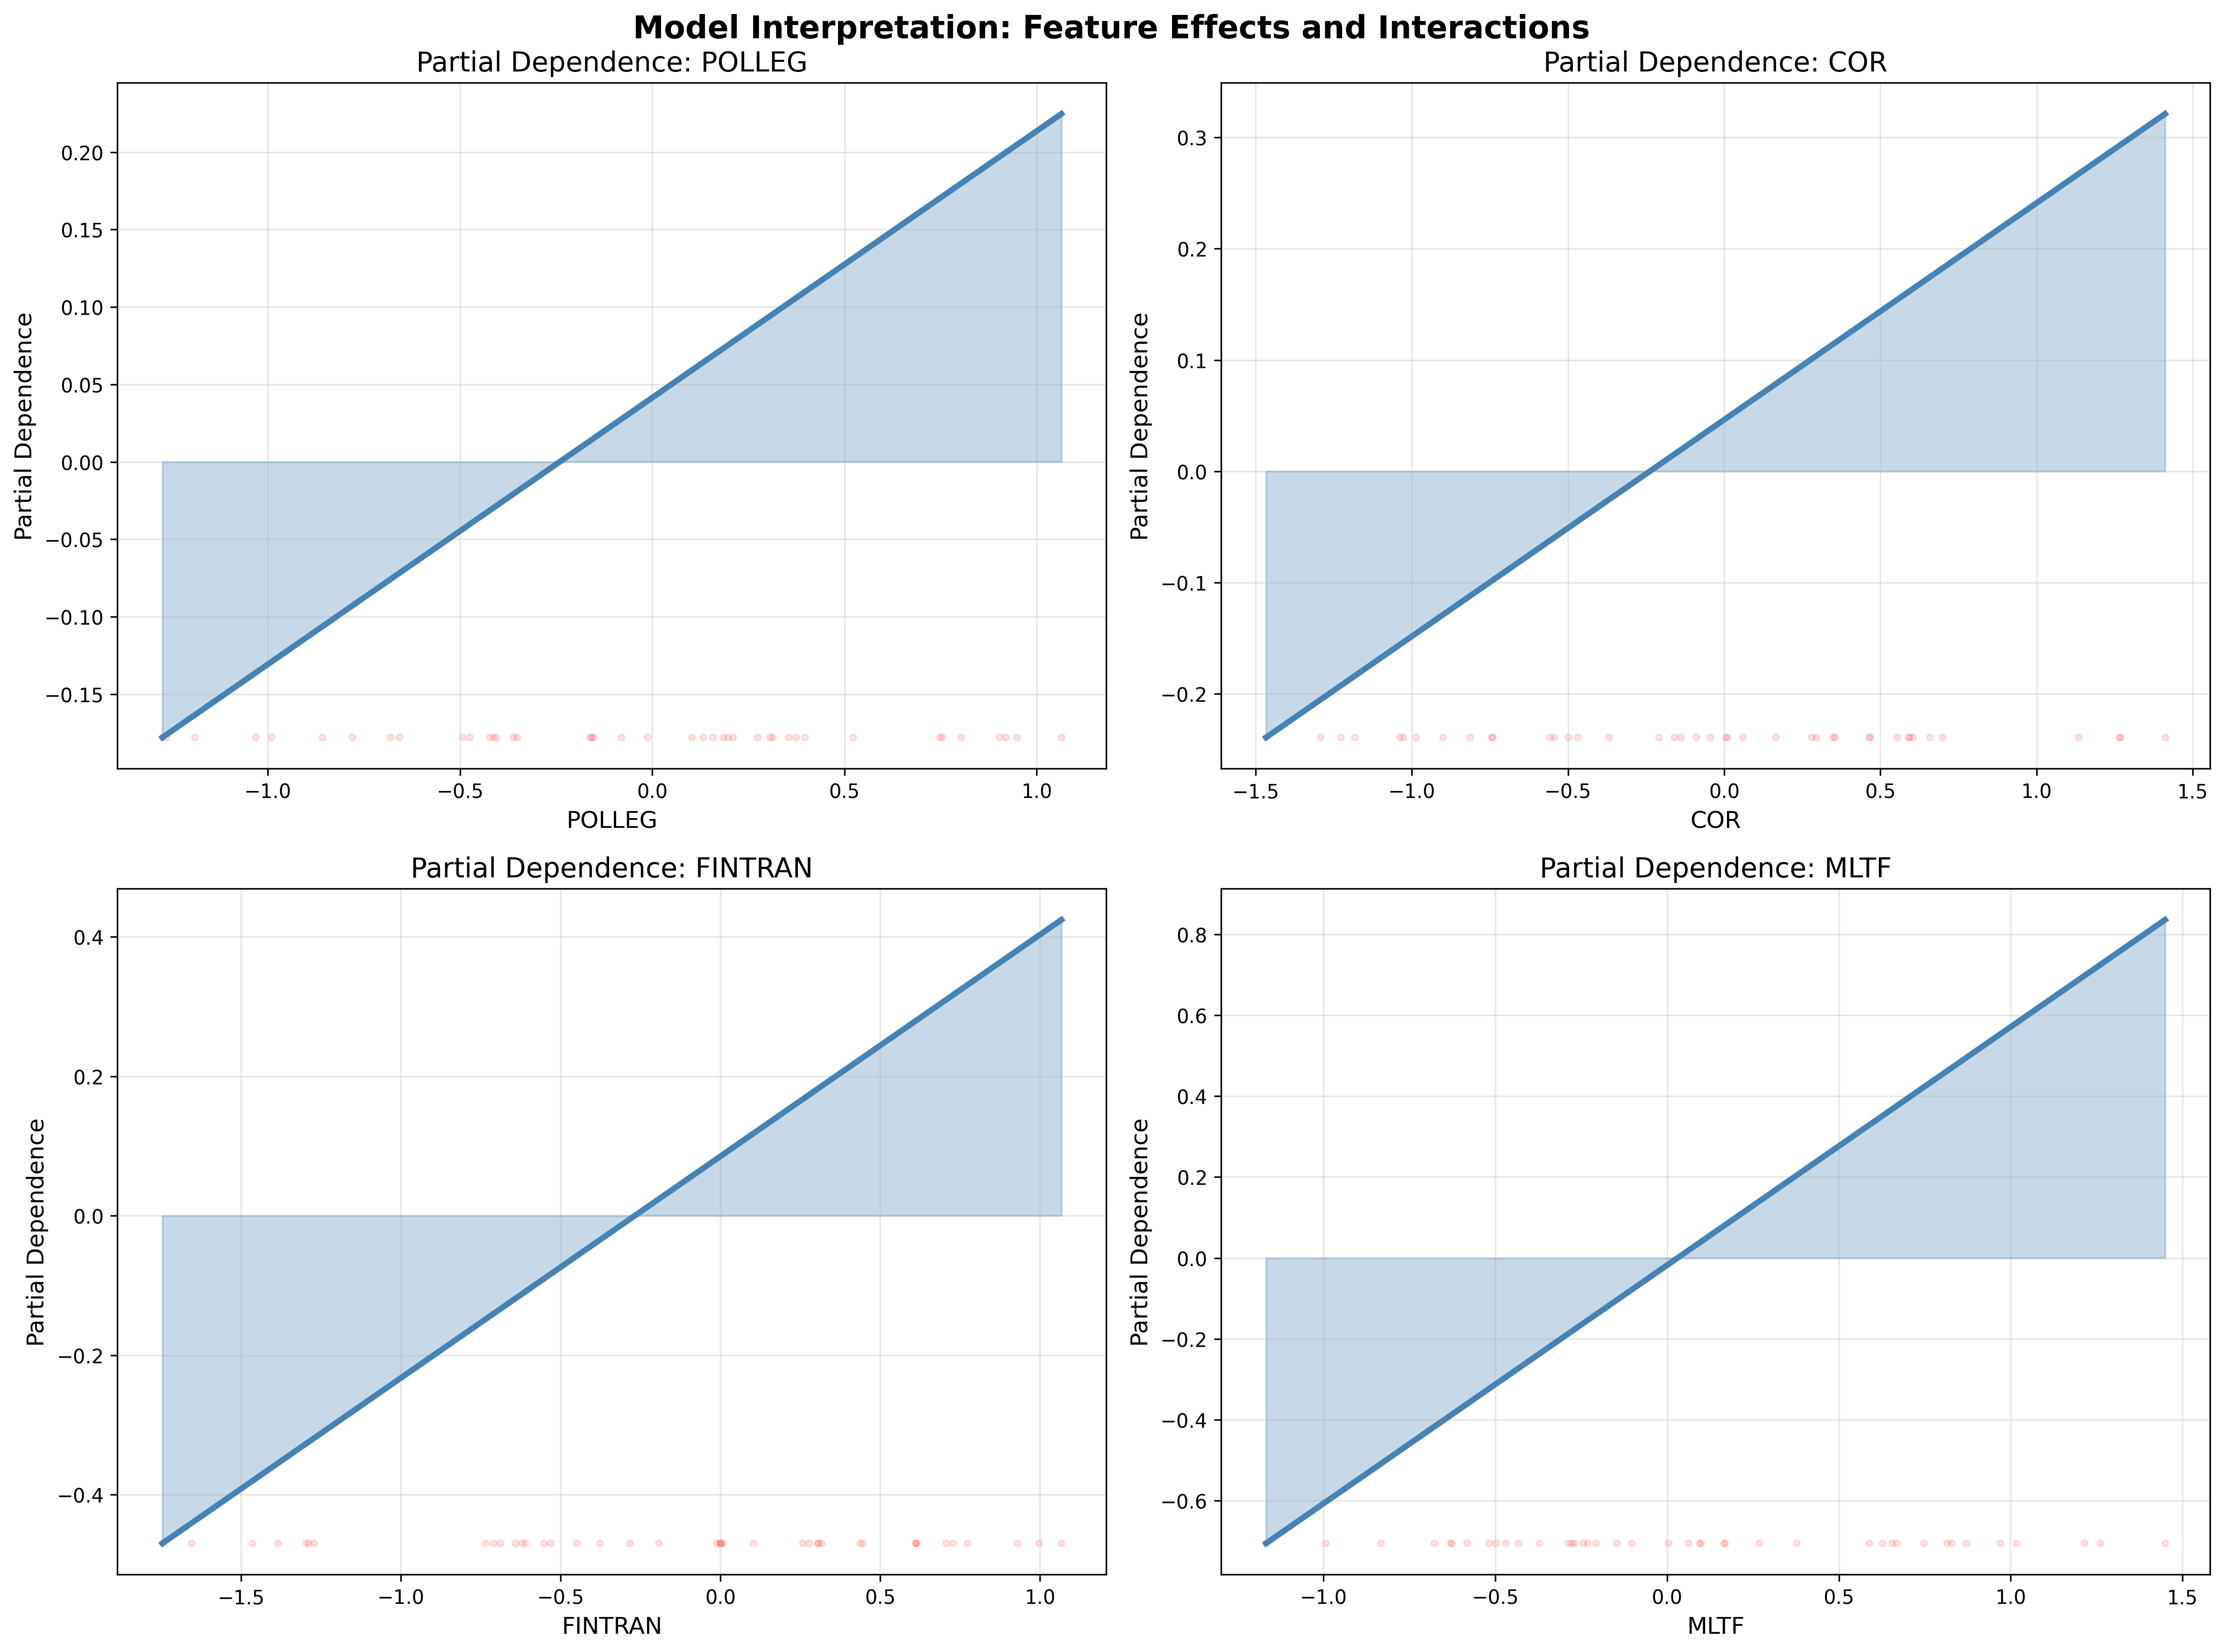 Model Interpretation: Feature Effects and Interactions
Partial Dependence: POLLEG
Partial Dependence
0.20
0.15
0.10
0.05
0.00
−0.05
−0.10
−0.15
−1.0 −0.5 0.0 0.5 1.0
POLLEG
Partial Dependence: COR
Partial Dependence
0.3
0.2
0.1
0.0
−0.1
−0.2
−1.5 −1.0 −0.5 0.0 0.5 1.0 1.5
COR
Partial Dependence: FINTRAN
Partial Dependence
0.4
0.2
0.0
−0.2
−0.4
−1.5 −1.0 −0.5 0.0 0.5 1.0
FINTRAN
Partial Dependence: MLTF
Partial Dependence
0.8
0.6
0.4
0.2
0.0
−0.2
−0.4
−0.6
−1.0 −0.5 0.0 0.5 1.0 1.5
MLTF